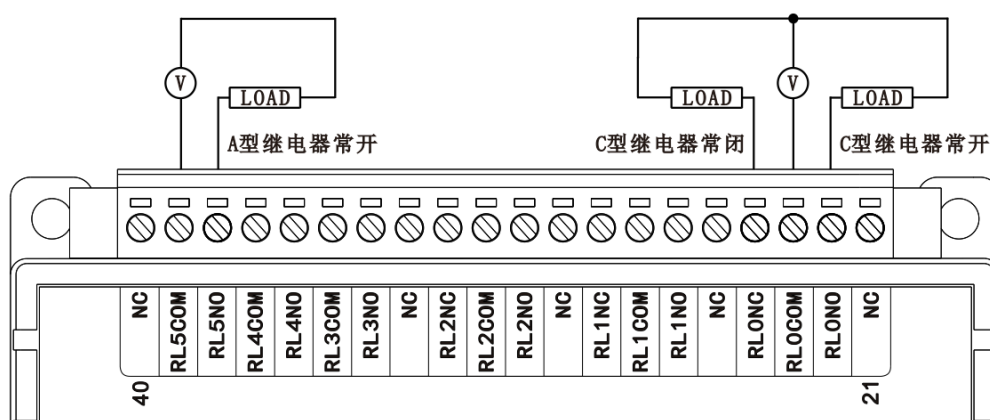 V
LOAD
A型继电器常开
LOAD
V
LOAD
C型继电器常闭
C型继电器常开
NC
RL5COM
RL5NO
RL4COM
RL4NO
RL3COM
RL3NO
NC
RL2NC
RL2COM
RL2NO
NC
RL1NC
RL1COM
RL1NO
NC
RL0NC
RL0COM
RL0NO
NC
40
21